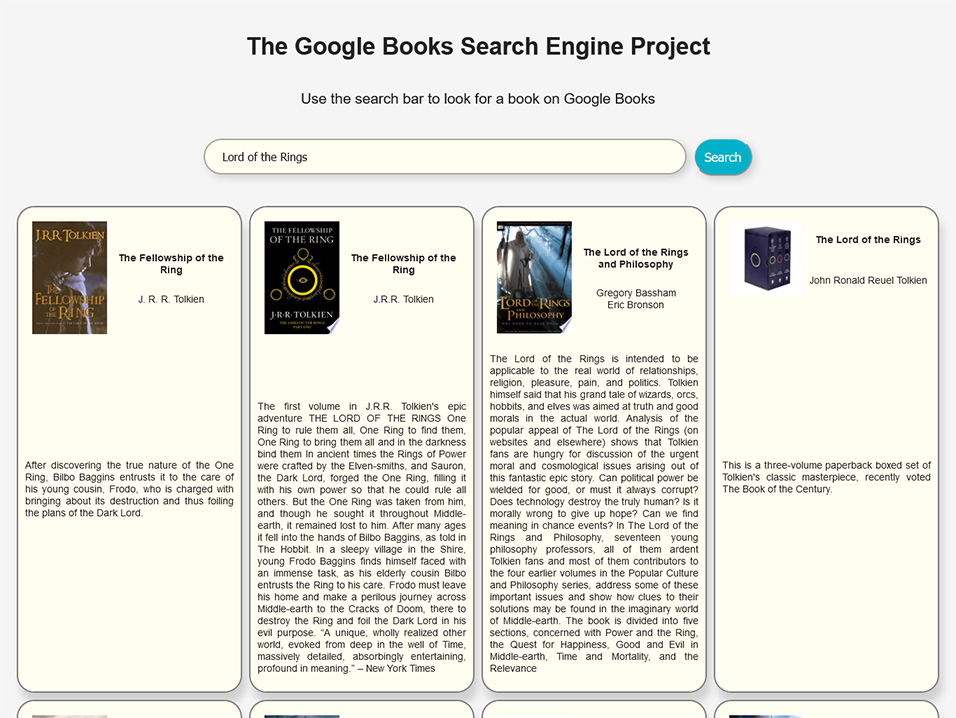 The Google Books Search Engine Project
Use the search bar to look for a book on Google Books
Lord of the Rings
Search
J.R.R. TOLKIEN
THE FELLOWSHIP
OF THE RING
The Fellowship of the
Ring
J. R. R. Tolkien
After discovering the true nature of the One
Ring, Bilbo Baggins entrusts it to the care of
his young cousin, Frodo, who is charged with
bringing about its destruction and thus foiling
the plans of the Dark Lord.
THE FELLOWSHIP
OF THE RING
J·R·R·TOLKIEN
THE LORD OF THE RINGS
PART ONE
The Fellowship of the
Ring
J.R.R. Tolkien
The first volume in J.R.R. Tolkien's epic
adventure THE LORD OF THE RINGS One
Ring to rule them all, One Ring to find them,
One Ring to bring them all and in the darkness
bind them In ancient times the Rings of Power
were crafted by the Elven-smiths, and Sauron,
the Dark Lord, forged the One Ring, filling it
with his own power so that he could rule all
others. But the One Ring was taken from him,
and though he sought it throughout Middle-
earth, it remained lost to him. After many ages
it fell into the hands of Bilbo Baggins, as told in
The Hobbit. In a sleepy village in the Shire,
young Frodo Baggins finds himself faced with
an immense task, as his elderly cousin Bilbo
entrusts the Ring to his care. Frodo must leave
his home and make a perilous journey across
Middle-earth to the Cracks of Doom, there to
destroy the Ring and foil the Dark Lord in his
evil purpose. “A unique, wholly realized other
world, evoked from deep in the well of Time,
massively detailed, absorbingly entertaining,
profound in meaning.” – New York Times
THE
LORD OF THE RINGS
AND
PHILOSOPHY
The Lord of the Rings
and Philosophy
Gregory Bassham
Eric Bronson
The Lord of the Rings is intended to be
applicable to the real world of relationships,
religion, pleasure, pain, and politics. Tolkien
himself said that his grand tale of wizards, orcs,
hobbits, and elves was aimed at truth and good
morals in the actual world. Analysis of the
popular appeal of The Lord of the Rings (on
websites and elsewhere) shows that Tolkien
fans are hungry for discussion of the urgent
moral and cosmological issues arising out of
this fantastic epic story. Can political power be
wielded for good, or must it always corrupt?
Does technology destroy the truly human? Is it
morally wrong to give up hope? Can we find
meaning in chance events? In The Lord of the
Rings and Philosophy, seventeen young
philosophy professors, all of them ardent
Tolkien fans and most of them contributors to
the four earlier volumes in the Popular Culture
and Philosophy series, address some of these
important issues and show how clues to their
solutions may be found in the imaginary world
of Middle-earth. The book is divided into five
sections, concerned with Power and the Ring,
the Quest for Happiness, Good and Evil in
Middle-earth, Time and Mortality, and the
Relevance
The Lord of the Rings
John Ronald Reuel Tolkien
This is a three-volume paperback boxed set of
Tolkien's classic masterpiece, recently voted
The Book of the Century.